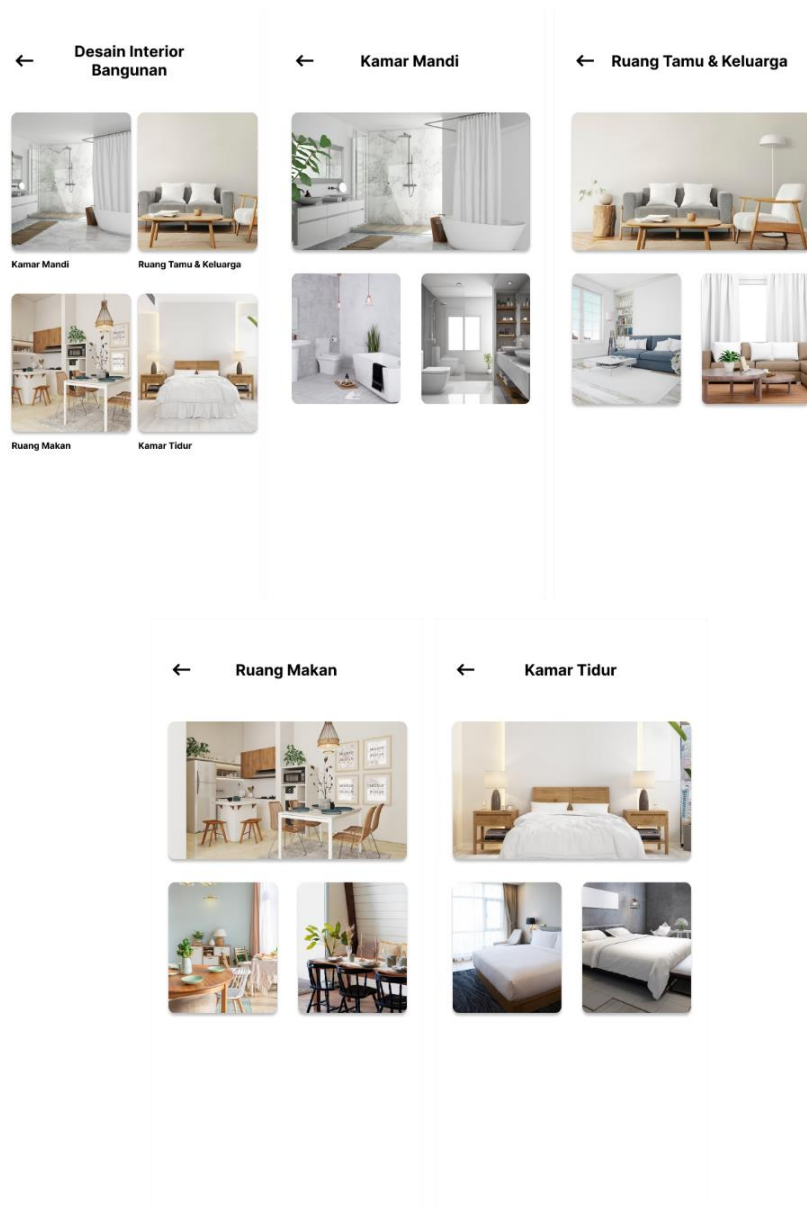 Desain Interior
Bangunan
Kamar Mandi
Ruang Tamu & Keluarga
Kamar Mandi
Ruang Tamu & Keluarga
Ruang Makan
Kamar Tidur
Ruang Makan
Kamar Tidur